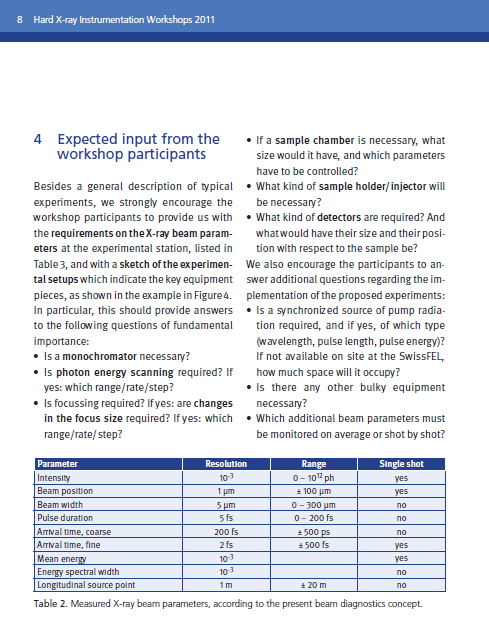 8 Hard X-ray Instrumentation Workshops 2011
4 Expected input from the
workshop participants
Besides a general description of typical
experiments, we strongly encourage the
workshop participants to provide us with
the requirements on the X-ray beam param-
eters at the experimental station, listed in
Table 3, and with a sketch of the experimen-
tal setups which indicate the key equipment
pieces, as shown in the example in Figure 4.
In particular, this should provide answers
to the following questions of fundamental
importance:
• Is a monochromator necessary?
• Is photon energy scanning required? If
yes: which range/rate/step?
• Is focussing required? If yes: are changes
in the focus size required? If yes: which
range/rate/step?
• If a sample chamber is necessary, what
size would it have, and which parameters
have to be controlled?
• What kind of sample holder/injector will
be necessary?
• What kind of detectors are required? And
what would have their size and their posi-
tion with respect to the sample be?
We also encourage the participants to an-
swer additional questions regarding the im-
plementation of the proposed experiments:
• Is a synchronized source of pump radia-
tion required, and if yes, of which type
(wavelength, pulse length, pulse energy)?
If not available on site at the SwissFEL,
how much space will it occupy?
• Is there any other bulky equipment
necessary?
• Which additional beam parameters must
be monitored on average or shot by shot?
Parameter Resolution Range Single shot
Intensity 10⁻³ 0 – 10¹² ph yes
Beam position 1 µm ± 100 µm yes
Beam width 5 µm 0 – 300 µm no
Pulse duration 5 fs 0 – 200 fs no
Arrival time, coarse 200 fs ± 500 ps no
Arrival time, fine 2 fs ± 500 fs yes
Mean energy 10⁻³ yes
Energy spectral width 10⁻³ no
Longitudinal source point 1 m ± 20 m no
Table 2. Measured X-ray beam parameters, according to the present beam diagnostics concept.